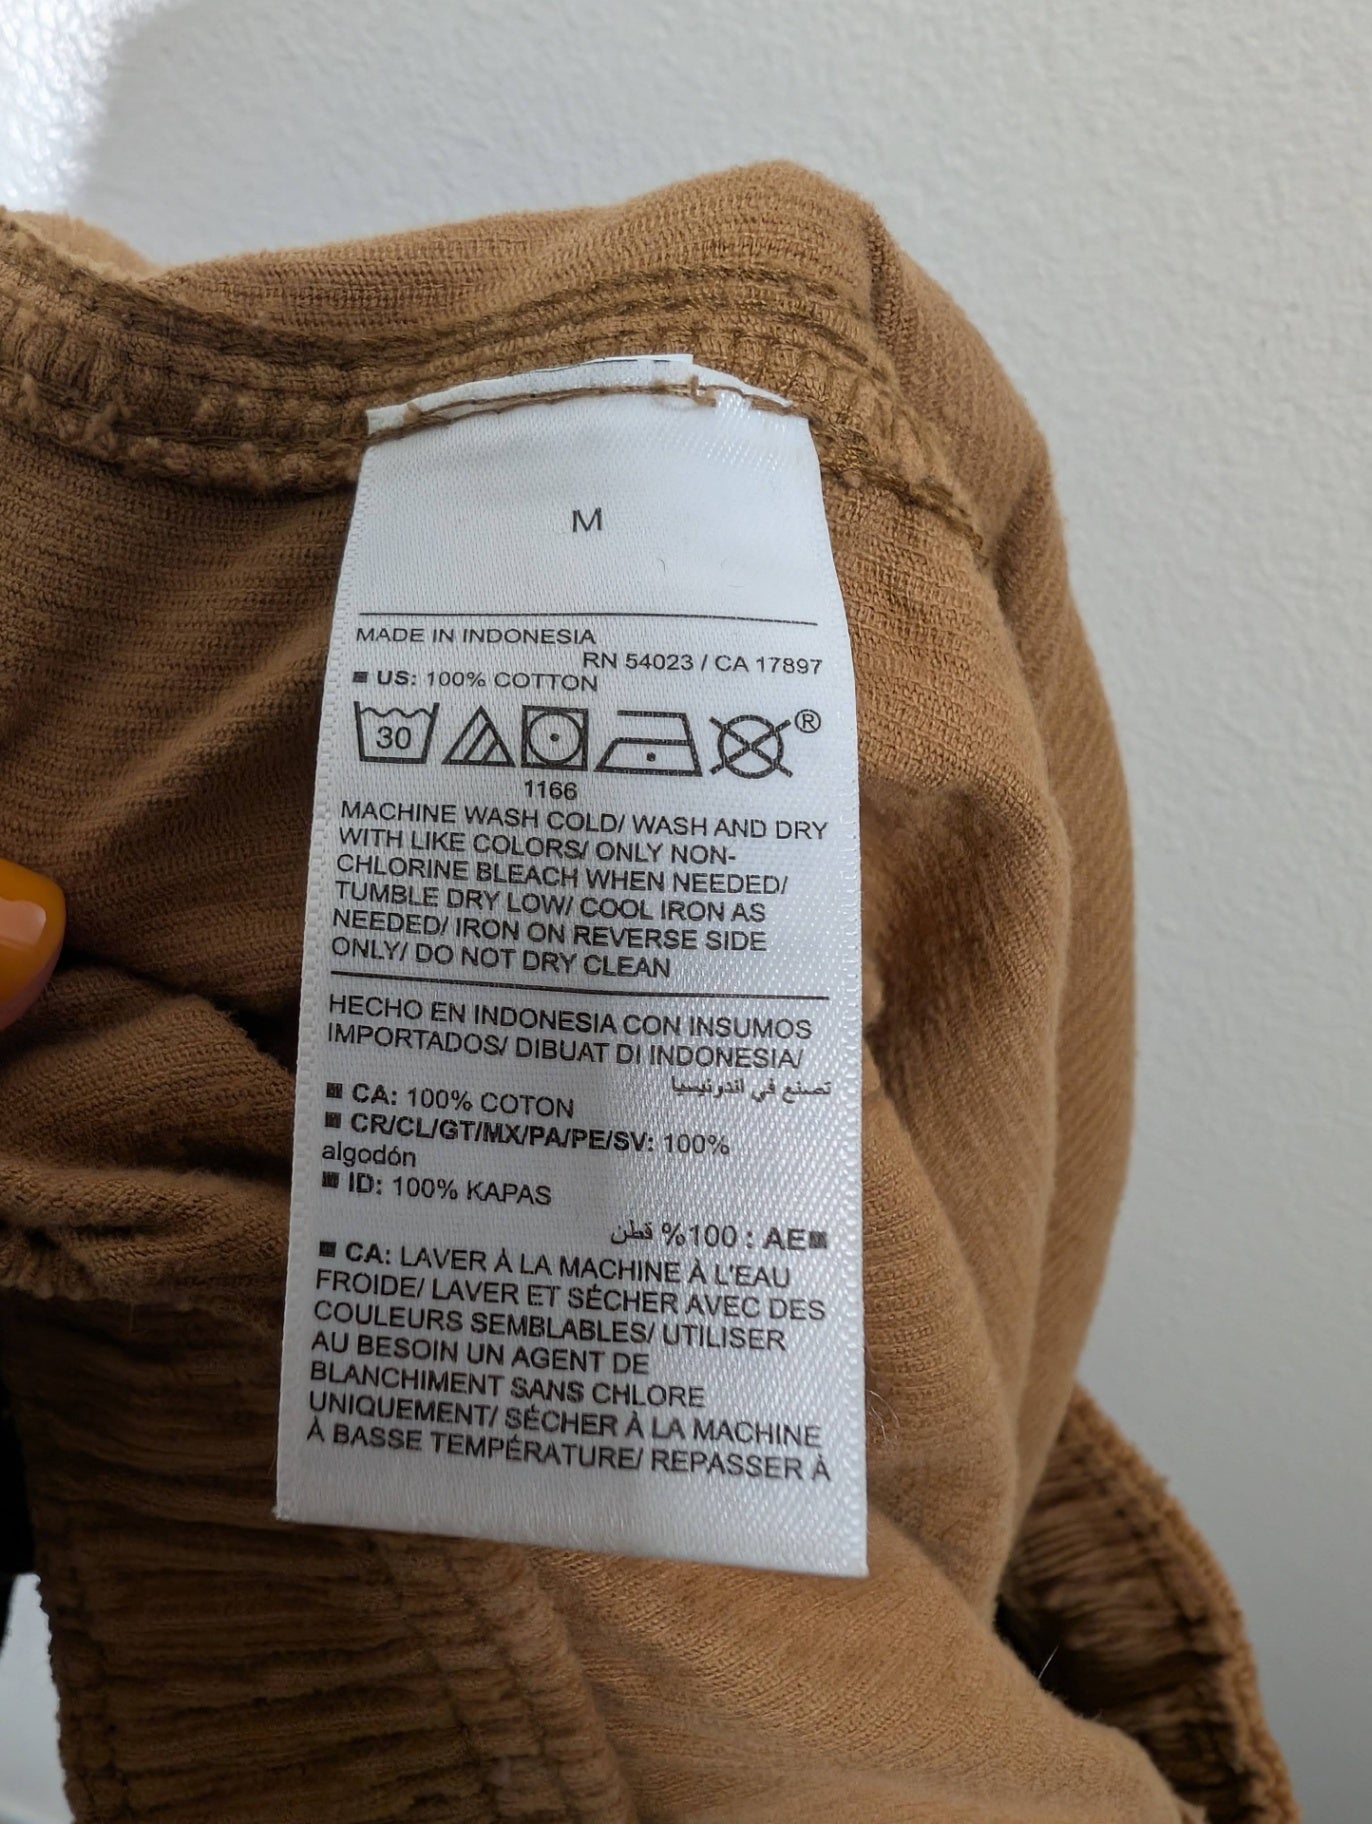 M
MADE IN INDONESIA
RN 54023 / CA 17897
US: 100% COTTON
30
®
1166
MACHINE WASH COLD/ WASH AND DRY
WITH LIKE COLORS/ ONLY NON-
CHLORINE BLEACH WHEN NEEDED/
TUMBLE DRY LOW/ COOL IRON AS
NEEDED/ IRON ON REVERSE SIDE
ONLY/ DO NOT DRY CLEAN
HECHO EN INDONESIA CON INSUMOS
IMPORTADOS/ DIBUAT DI INDONESIA/
تصنع في اندونيسيا
■ CA: 100% COTON
■ CR/CL/GT/MX/PA/PE/SV: 100%
algodón
■ ID: 100% KAPAS
■AE : 100% قطن
■ CA: LAVER À LA MACHINE À L'EAU
FROIDE/ LAVER ET SÉCHER AVEC DES
COULEURS SEMBLABLES/ UTILISER
AU BESOIN UN AGENT DE
BLANCHIMENT SANS CHLORE
UNIQUEMENT/ SÉCHER À LA MACHINE
À BASSE TEMPÉRATURE/ REPASSER À